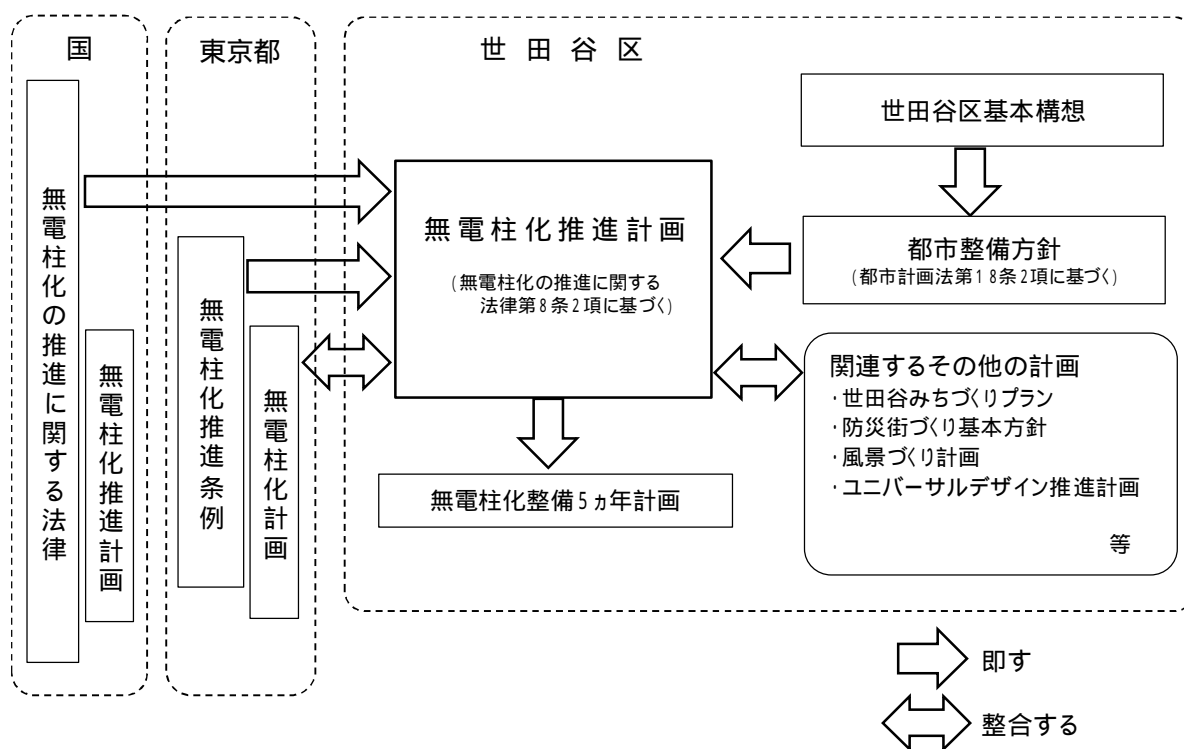 国
無電柱化の推進に関する法律
無電柱化推進計画
東京都
無電柱化推進条例
無電柱化計画
世田谷区
世田谷区基本構想
無電柱化推進計画
(無電柱化の推進に関する
法律第8条2項に基づく)
都市整備方針
(都市計画法第18条2項に基づく)
関連するその他の計画
・世田谷みちづくりプラン
・防災街づくり基本方針
・風景づくり計画
・ユニバーサルデザイン推進計画
等
無電柱化整備5ヵ年計画
即す
整合する